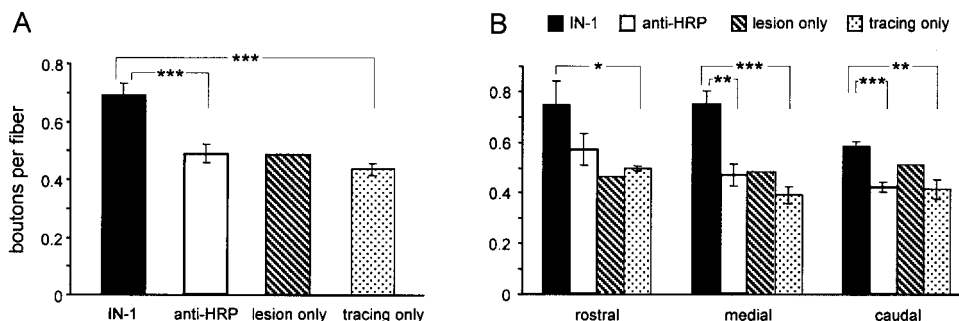 A
boutons per fiber
0.8
0.6
0.4
0.2
0
***
***
IN-1 anti-HRP lesion only tracing only
B
IN-1 anti-HRP lesion only tracing only
0.8
0.6
0.4
0.2
0
*
***
**
**
***
rostral medial caudal